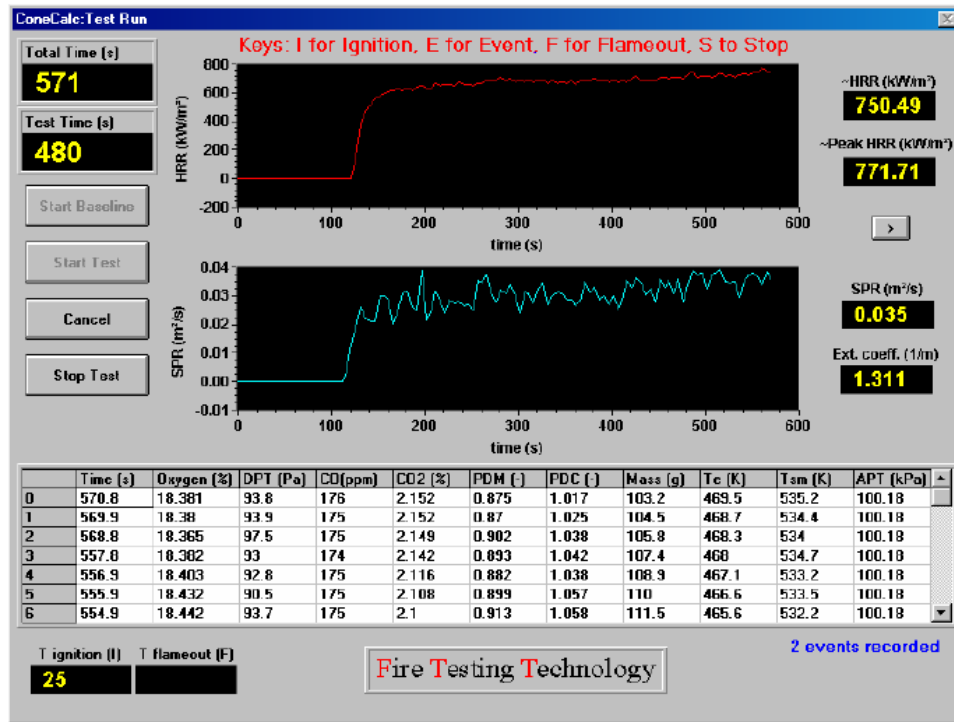 ConeCalc:Test Run
Keys: I for Ignition, E for Event, F for Flameout, S to Stop
Total Time (s)
571
Test Time (s)
480
Start Baseline
Start Test
Cancel
Stop Test
HRR (kW/m²)
800
600
400
200
0
-200
0 100 200 300 400 500 600
time (s)
~HRR (kW/m²)
750.49
~Peak HRR (kW/m²)
771.71
>
SPR (m²/s)
0.04
0.03
0.02
0.01
0.00
-0.01
0 100 200 300 400 500 600
time (s)
SPR (m²/s)
0.035
Ext. coeff. (1/m)
1.311
Time (s) Oxygen (%) DPT (Pa) CO(ppm) CO2 (%) PDM (-) PDC (-) Mass (g) Tc (K) Tsm (K) APT (kPa)
0 570.8 18.381 93.8 176 2.152 0.875 1.017 103.2 469.5 535.2 100.18
1 569.9 18.38 93.9 175 2.152 0.87 1.025 104.5 468.7 534.4 100.18
2 568.8 18.365 97.5 175 2.149 0.902 1.038 105.8 468.3 534 100.18
3 557.8 18.382 93 174 2.142 0.893 1.042 107.4 468 534.7 100.18
4 556.9 18.403 92.8 175 2.116 0.882 1.038 108.9 467.1 533.2 100.18
5 555.9 18.432 90.5 175 2.108 0.899 1.057 110 466.6 533.5 100.18
6 554.9 18.442 93.7 175 2.1 0.913 1.058 111.5 465.6 532.2 100.18
T ignition (I) T flameout (F)
25
Fire Testing Technology
2 events recorded